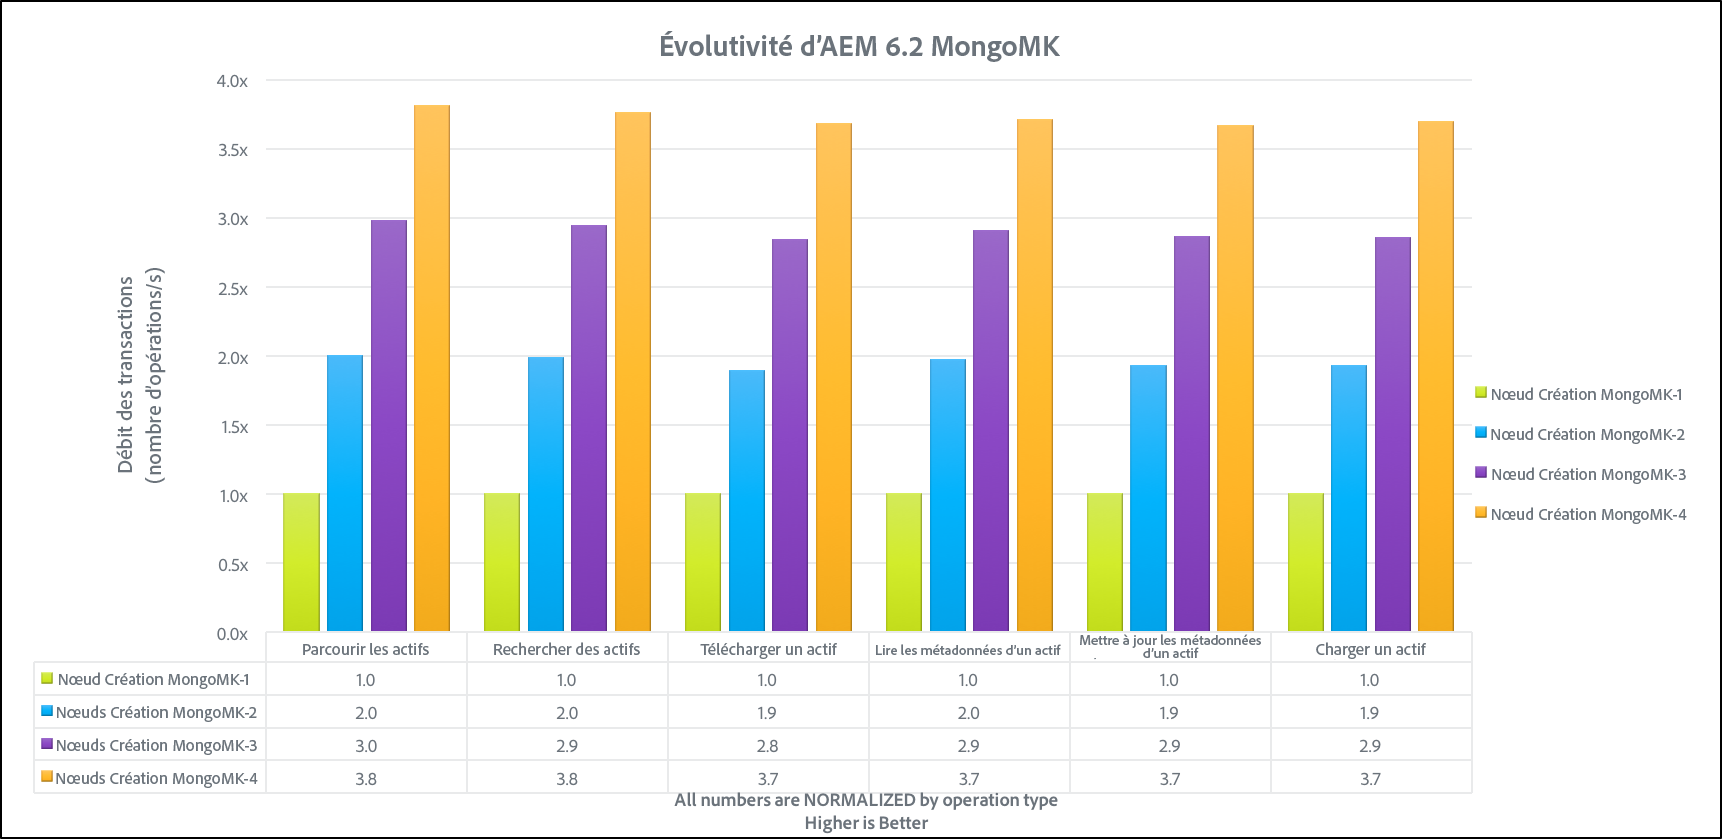 Évolutivité d’AEM 6.2 MongoMK
4.0x
3.5x
3.0x
2.5x
2.0x
1.5x
1.0x
0.5x
0.0x
Débit des transactions
(nombre d’opérations/s)
Nœud Création MongoMK-1
Nœud Création MongoMK-2
Nœud Création MongoMK-3
Nœud Création MongoMK-4
Parcourir les actifs Rechercher des actifs Télécharger un actif Lire les métadonnées d’un actif Mettre à jour les métadonnées d’un actif Charger un actif
Nœud Création MongoMK-1 1.0 1.0 1.0 1.0 1.0 1.0
Nœuds Création MongoMK-2 2.0 2.0 1.9 2.0 1.9 1.9
Nœuds Création MongoMK-3 3.0 2.9 2.8 2.9 2.9 2.9
Nœuds Création MongoMK-4 3.8 3.8 3.7 3.7 3.7 3.7
All numbers are NORMALIZED by operation type
Higher is Better